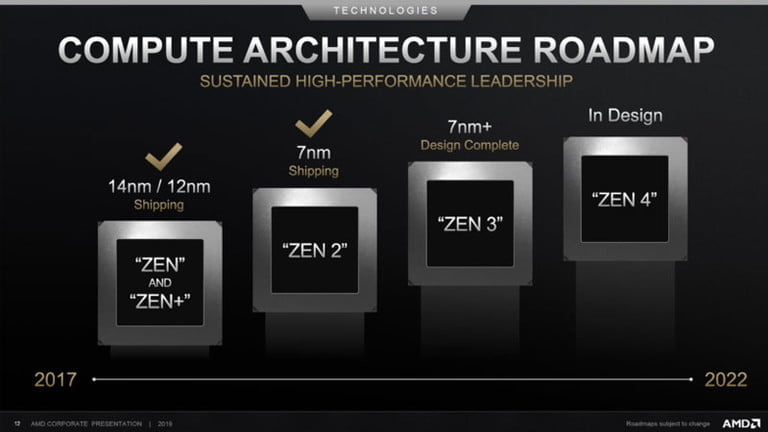 TECHNOLOGIES
COMPUTE ARCHITECTURE ROADMAP
SUSTAINED HIGH-PERFORMANCE LEADERSHIP
14nm / 12nm
Shipping
“ZEN”
AND
“ZEN+”
7nm
Shipping
“ZEN 2”
7nm+
Design Complete
“ZEN 3”
In Design
“ZEN 4”
2017
2022
12 AMD CORPORATE PRESENTATION | 2019
Roadmaps subject to change
AMD